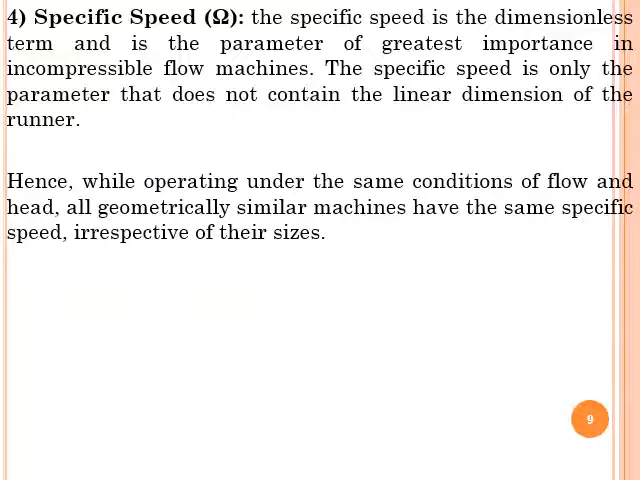 4) Specific Speed (Ω): the specific speed is the dimensionless
term and is the parameter of greatest importance in
incompressible flow machines. The specific speed is only the
parameter that does not contain the linear dimension of the
runner.
Hence, while operating under the same conditions of flow and
head, all geometrically similar machines have the same specific
speed, irrespective of their sizes.
9